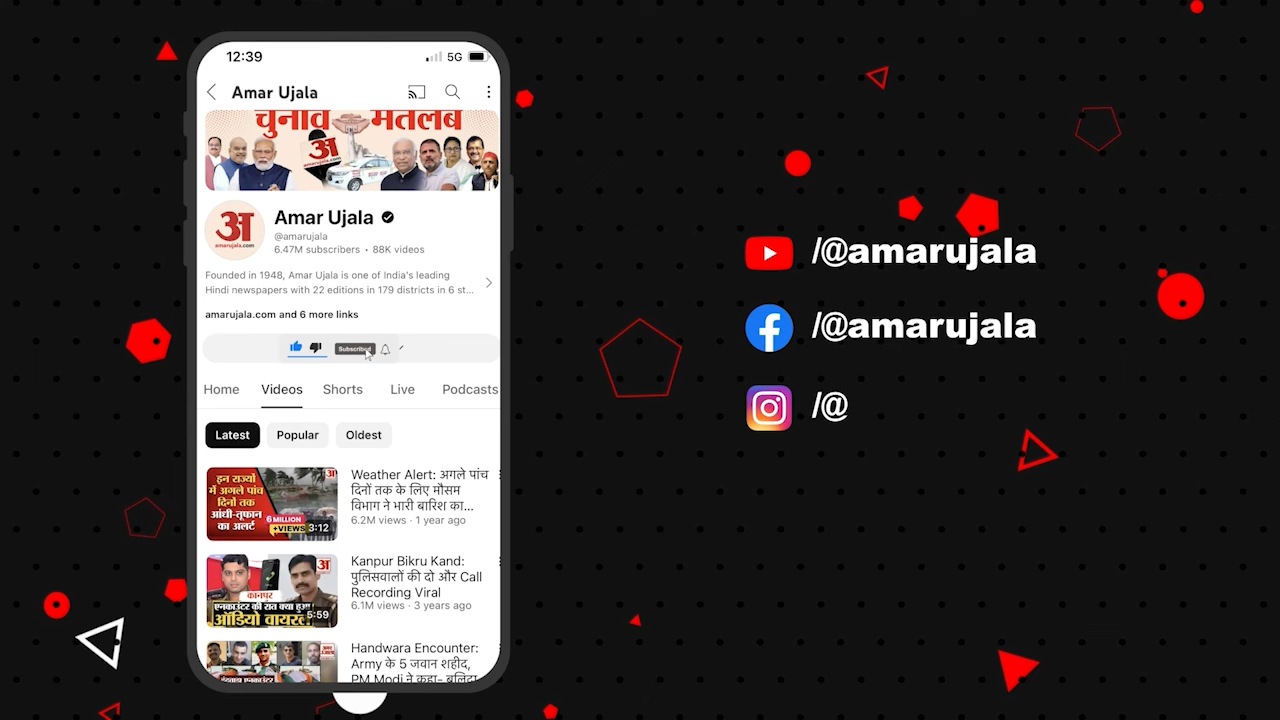 12:39
5G
Amar Ujala
चुनाव मतलब
अ
amarujala.com
अ
amarujala.com
Amar Ujala
@amarujala
6.47M subscribers • 88K videos
Founded in 1948, Amar Ujala is one of India's leading
Hindi newspapers with 22 editions in 179 districts in 6 st...
amarujala.com and 6 more links
Subscribed
Home Videos Shorts Live Podcasts
Latest Popular Oldest
इन राज्यों
में अगले पांच
दिनों तक
आंधी-तूफान
का अलर्ट
अ
6 MILLION
+VIEWS
3:12
Weather Alert: अगले पांच
दिनों तक के लिए मौसम
विभाग ने भारी बारिश का...
6.2M views · 1 year ago
अ
कानपुर
एनकाउंटर की रात क्या हुआ
ऑडियो वायरल
5:59
Kanpur Bikru Kand:
पुलिसवालों की दो और Call
Recording Viral
6.1M views · 3 years ago
Handwara Encounter:
Army के 5 जवान शहीद,
PM Modi ने कहा- बलिदा
/@amarujala
/@amarujala
/@